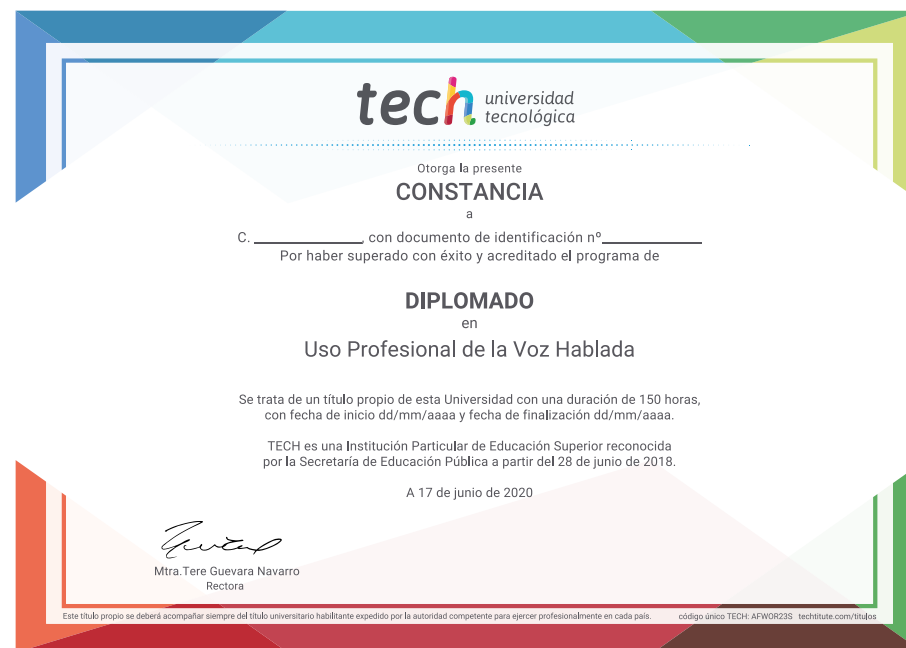 tech universidad
tecnológica
Otorga la presente
CONSTANCIA
a
C. ____________, con documento de identificación nº___________
Por haber superado con éxito y acreditado el programa de
DIPLOMADO
en
Uso Profesional de la Voz Hablada
Se trata de un título propio de esta Universidad con una duración de 150 horas,
con fecha de inicio dd/mm/aaaa y fecha de finalización dd/mm/aaaa.
TECH es una Institución Particular de Educación Superior reconocida
por la Secretaría de Educación Pública a partir del 28 de junio de 2018.
A 17 de junio de 2020
Mtra.Tere Guevara Navarro
Rectora
Este título propio se deberá acompañar siempre del título universitario habilitante expedido por la autoridad competente para ejercer profesionalmente en cada país. código único TECH: AFWOR23S techtitute.com/titulos